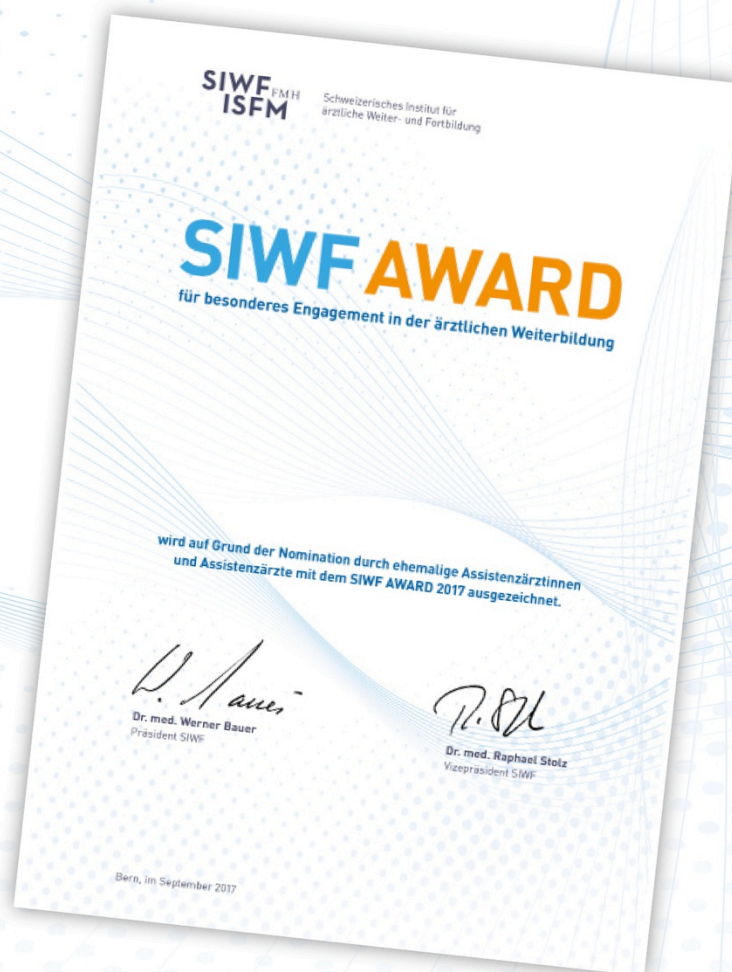 SIWF FMH
ISFM
Schweizerisches Institut für
ärztliche Weiter- und Fortbildung
SIWF AWARD
für besonderes Engagement in der ärztlichen Weiterbildung
wird auf Grund der Nomination durch ehemalige Assistenzärztinnen
und Assistenzärzte mit dem SIWF AWARD 2017 ausgezeichnet.
Dr. med. Werner Bauer
Präsident SIWF
Dr. med. Raphael Stolz
Vizepräsident SIWF
Bern, im September 2017